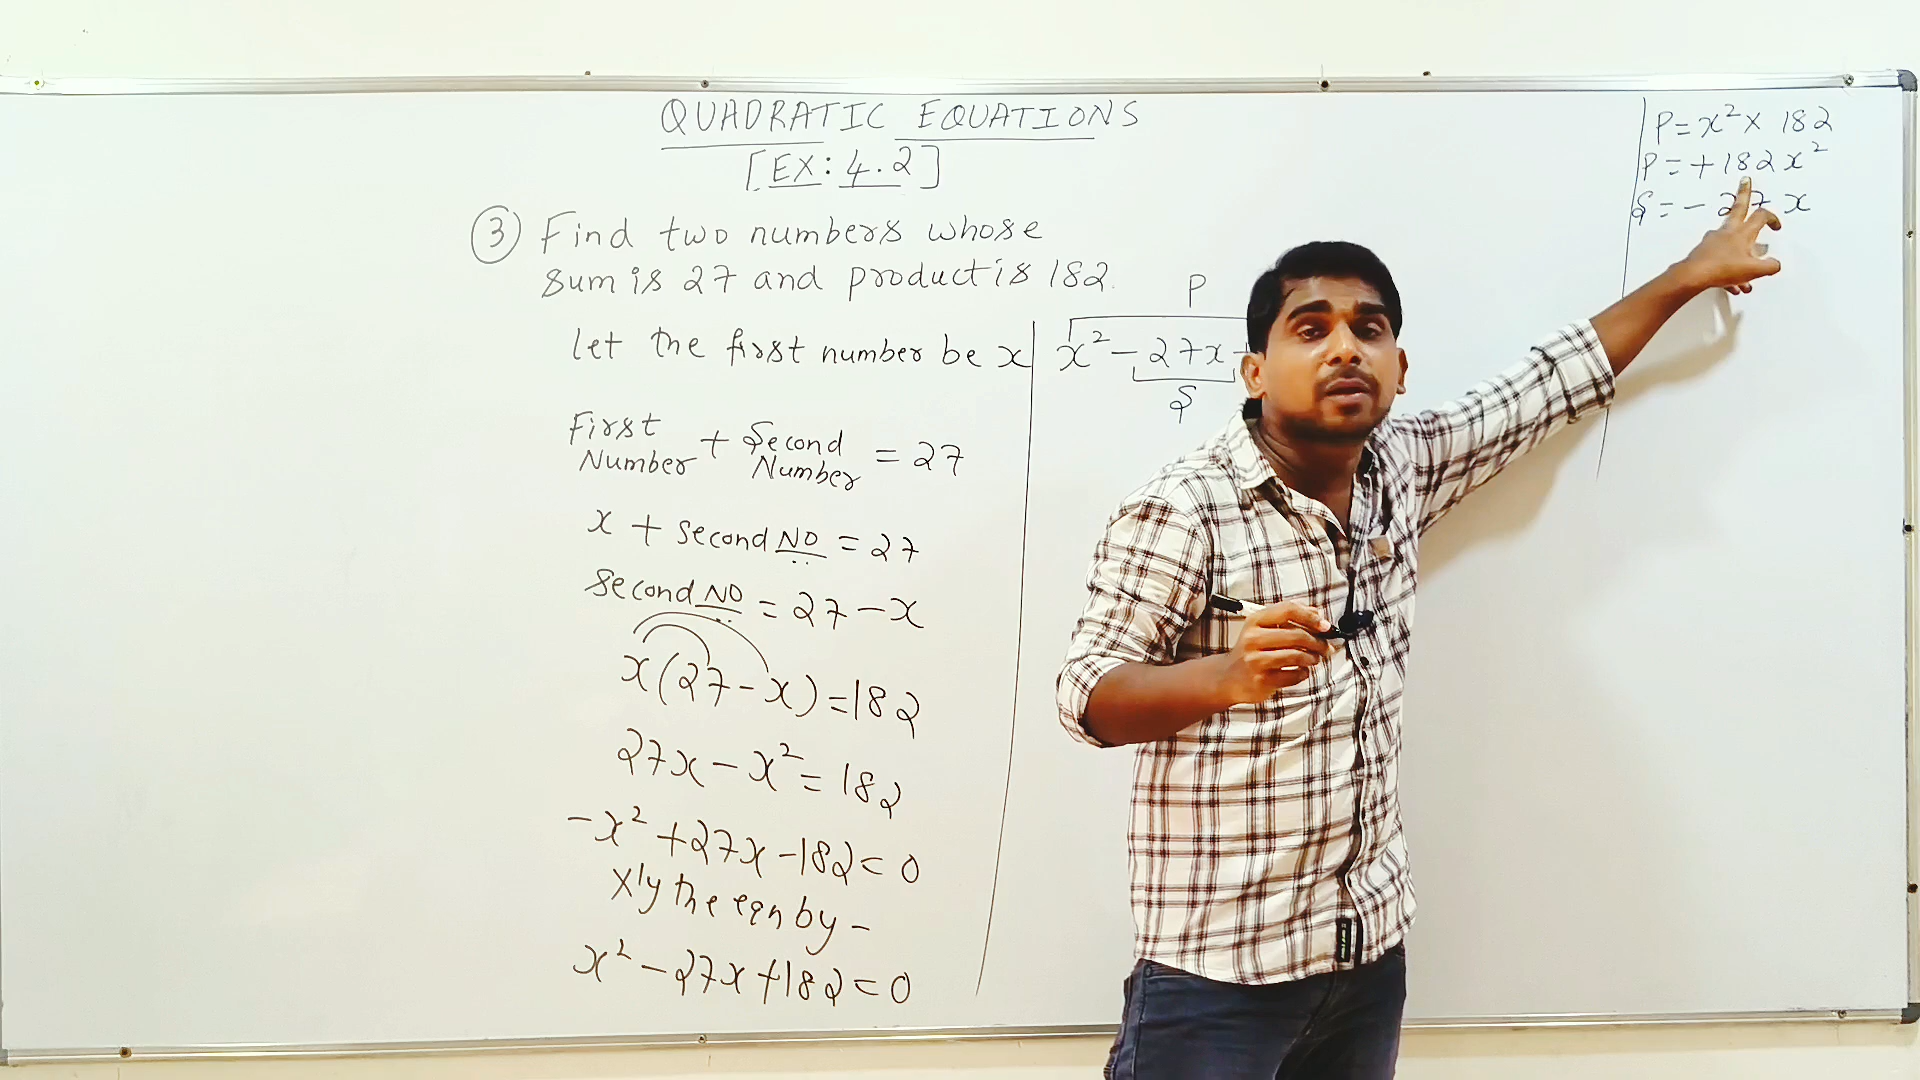 QUADRATIC EQUATIONS
[EX: 4.2]
③ Find two numbers whose
sum is 27 and product is 182.
Let the first number be x
First Number + Second Number = 27
x + second NO = 27
second NO = 27 - x
x(27-x) = 182
27x - x² = 182
-x² + 27x - 182 = 0
x'ly the eqn by -
x² - 27x + 182 = 0
P
x² - 27x
S
P = x² x 182
P = +182x²
S = -27x